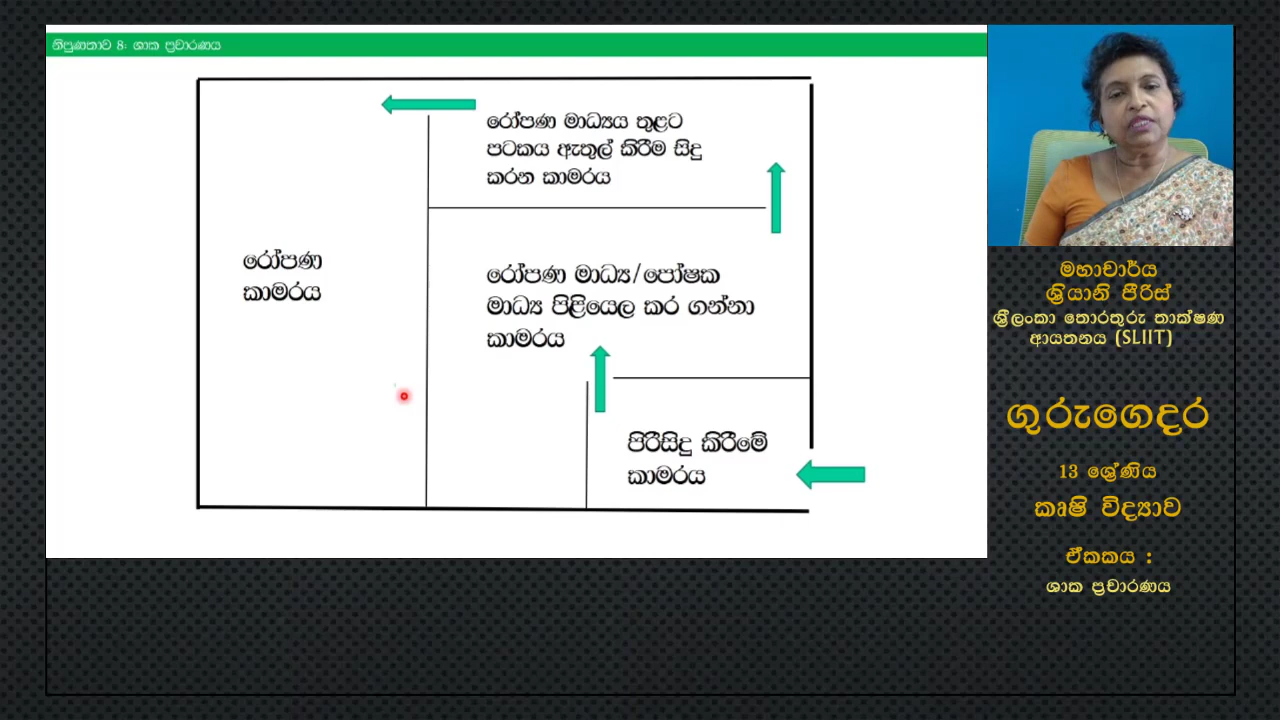 නිපුණතාව 8: ශාක ප්‍රචාරණය
රෝපණ මාධ්‍යය තුළට
පටකය ඇතුල් කිරීම සිදු
කරන කාමරය
රෝපණ
කාමරය
රෝපණ මාධ්‍ය/පෝෂක
මාධ්‍ය පිළියෙල කර ගන්නා
කාමරය
පිරිසිදු කිරීමේ
කාමරය
මහාචාර්ය
ශ්‍රියානි පීරිස්
ශ්‍රී ලංකා තොරතුරු තාක්ෂණ
ආයතනය (SLIIT)
ගුරුගෙදර
13 ශ්‍රේණිය
කෘෂි විද්‍යාව
ඒකකය :
ශාක ප්‍රචාරණය